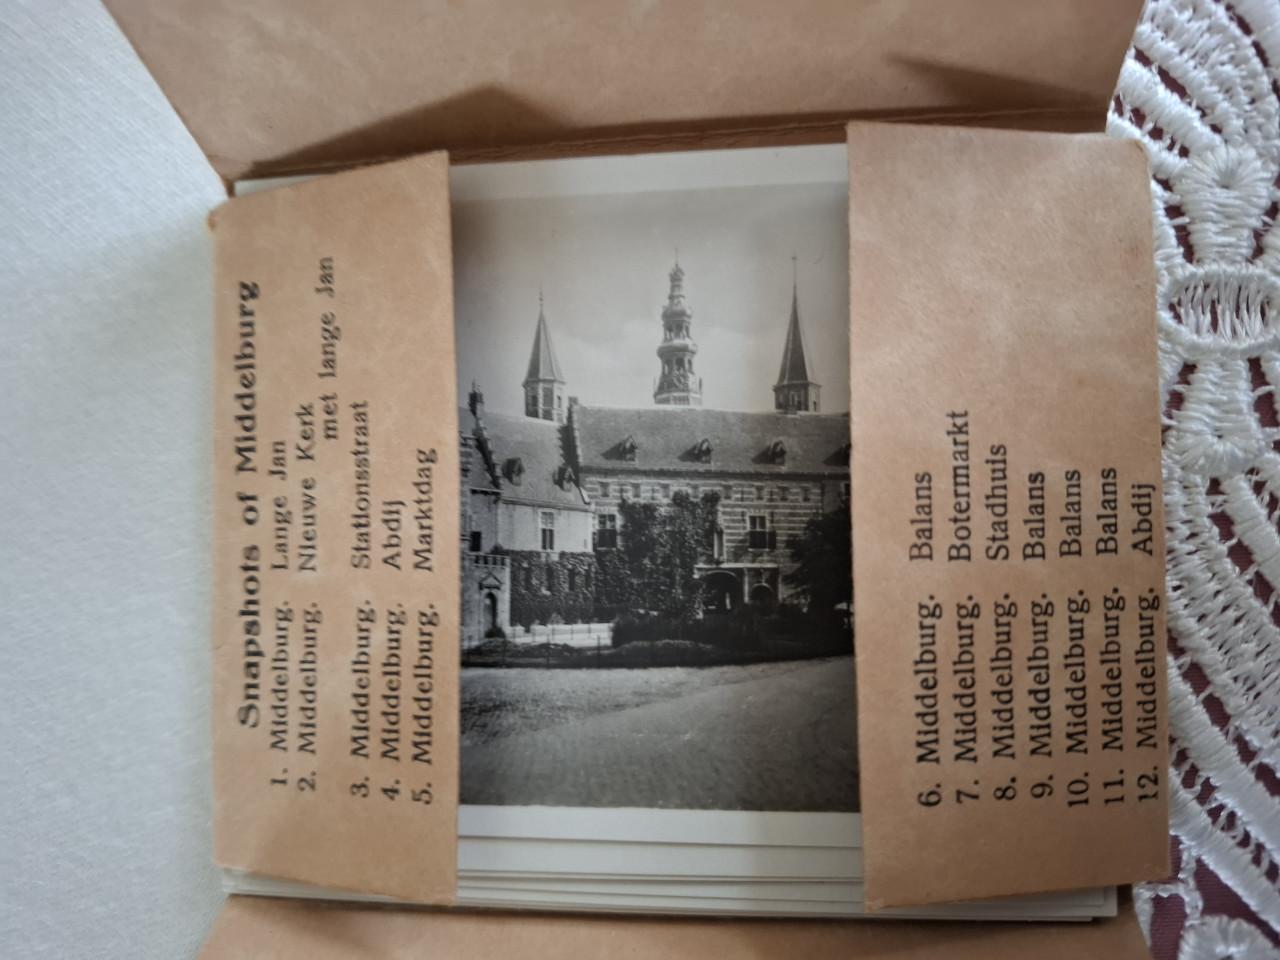 Snapshots of Middelburg
1. Middelburg. Lange Jan
2. Middelburg. Nieuwe Kerk
met lange Jan
3. Middelburg. Stationsstraat
4. Middelburg. Abdij
5. Middelburg. Marktdag
6. Middelburg. Balans
7. Middelburg. Botermarkt
8. Middelburg. Stadhuis
9. Middelburg. Balans
10. Middelburg. Balans
11. Middelburg. Balans
12. Middelburg. Abdij